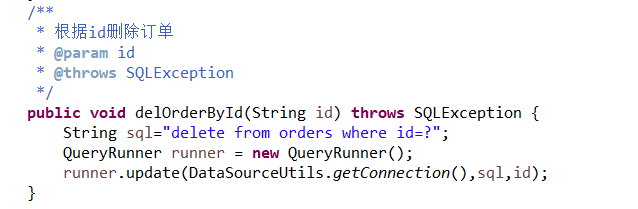 /**
 * 根据id删除订单
 * @param id
 * @throws SQLException
 */
public void delOrderById(String id) throws SQLException {
    String sql="delete from orders where id=?";
    QueryRunner runner = new QueryRunner();
    runner.update(DataSourceUtils.getConnection(),sql,id);
}